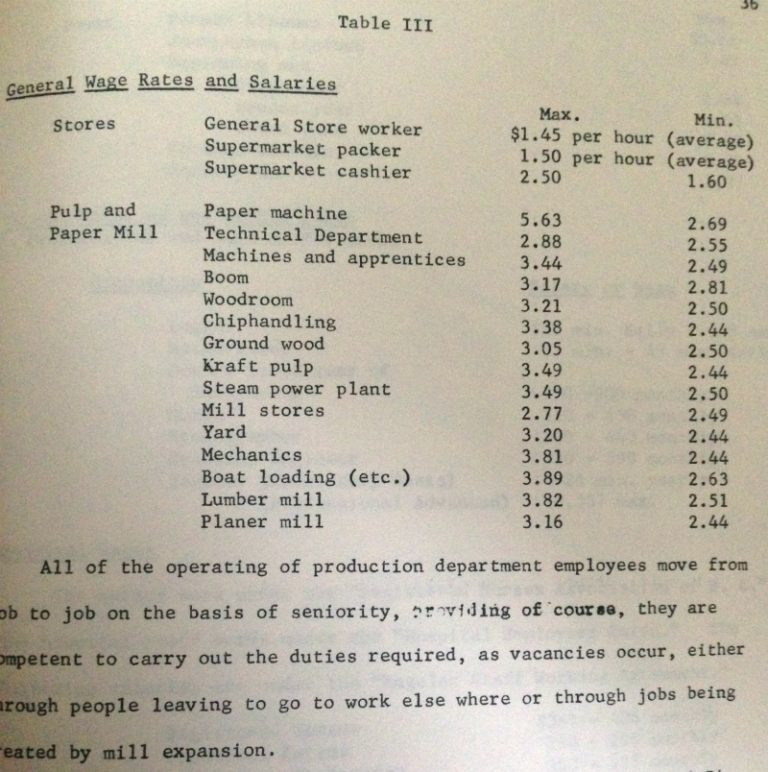 36
Table III
General Wage Rates and Salaries
Max. Min.
Stores General Store worker $1.45 per hour (average)
Supermarket packer 1.50 per hour (average)
Supermarket cashier 2.50 1.60
Pulp and Paper machine 5.63 2.69
Paper Mill Technical Department 2.88 2.55
Machines and apprentices 3.44 2.49
Boom 3.17 2.81
Woodroom 3.21 2.50
Chiphandling 3.38 2.44
Ground wood 3.05 2.50
Kraft pulp 3.49 2.44
Steam power plant 3.49 2.50
Mill stores 2.77 2.49
Yard 3.20 2.44
Mechanics 3.81 2.44
Boat loading (etc.) 3.89 2.63
Lumber mill 3.82 2.51
Planer mill 3.16 2.44
All of the operating of production department employees move from
ob to job on the basis of seniority, providing of course, they are
ompetent to carry out the duties required, as vacancies occur, either
hrough people leaving to go to work else where or through jobs being
reated by mill expansion.